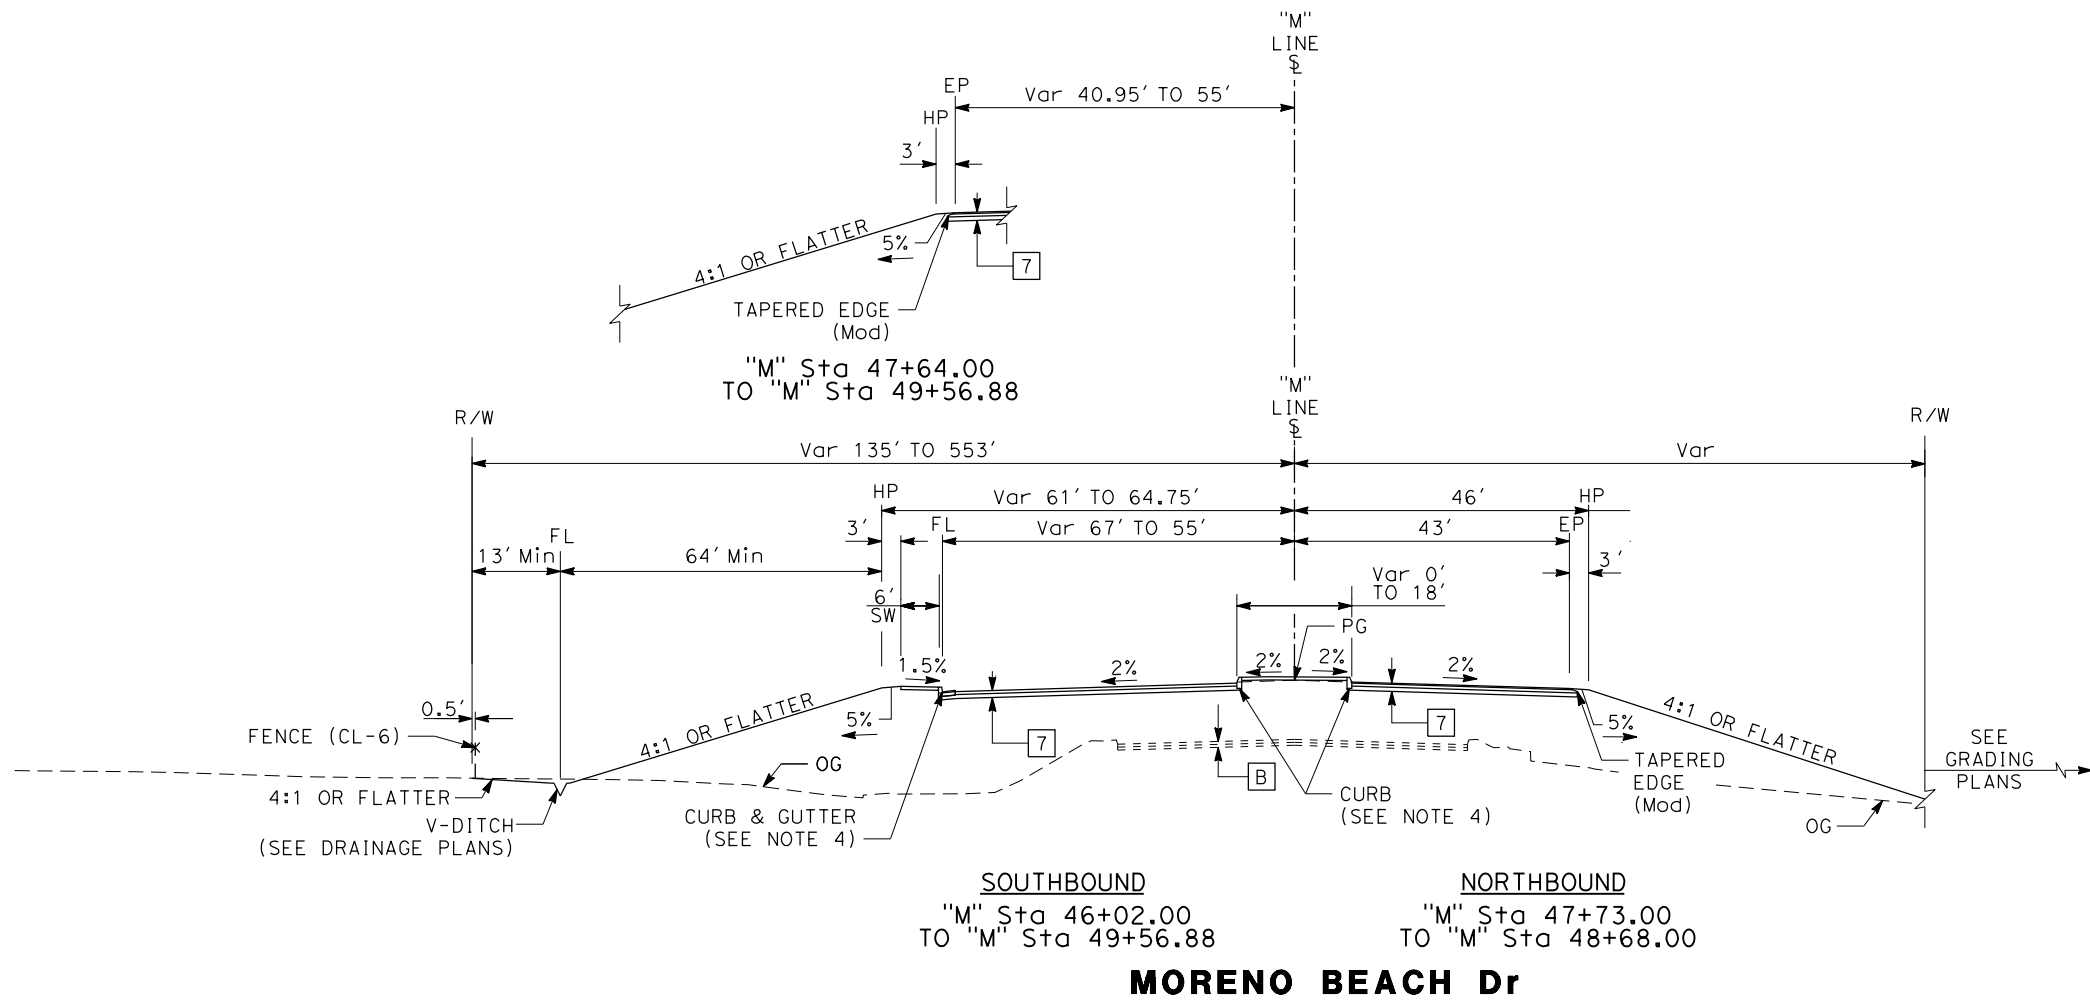 "M"
LINE
EP
Var 40.95' TO 55'
HP
3'
4:1 OR FLATTER
5%
7
TAPERED EDGE
(Mod)
"M" Sta 47+64.00
TO "M" Sta 49+56.88
"M"
LINE
R/W
R/W
Var 135' TO 553'
Var
HP
Var 61' TO 64.75'
46'
HP
3'
FL
Var 67' TO 55'
43'
EP
FL
13' Min
64' Min
3'
Var 0'
TO 18'
6'
SW
PG
1.5%
2%
2%
2%
2%
0.5'
4:1 OR FLATTER
5%
7
7
5%
4:1 OR FLATTER
FENCE (CL-6)
OG
B
TAPERED
EDGE
(Mod)
SEE
GRADING
PLANS
4:1 OR FLATTER
V-DITCH
(SEE DRAINAGE PLANS)
CURB & GUTTER
(SEE NOTE 4)
CURB
(SEE NOTE 4)
OG
SOUTHBOUND
"M" Sta 46+02.00
TO "M" Sta 49+56.88
NORTHBOUND
"M" Sta 47+73.00
TO "M" Sta 48+68.00
MORENO BEACH Dr